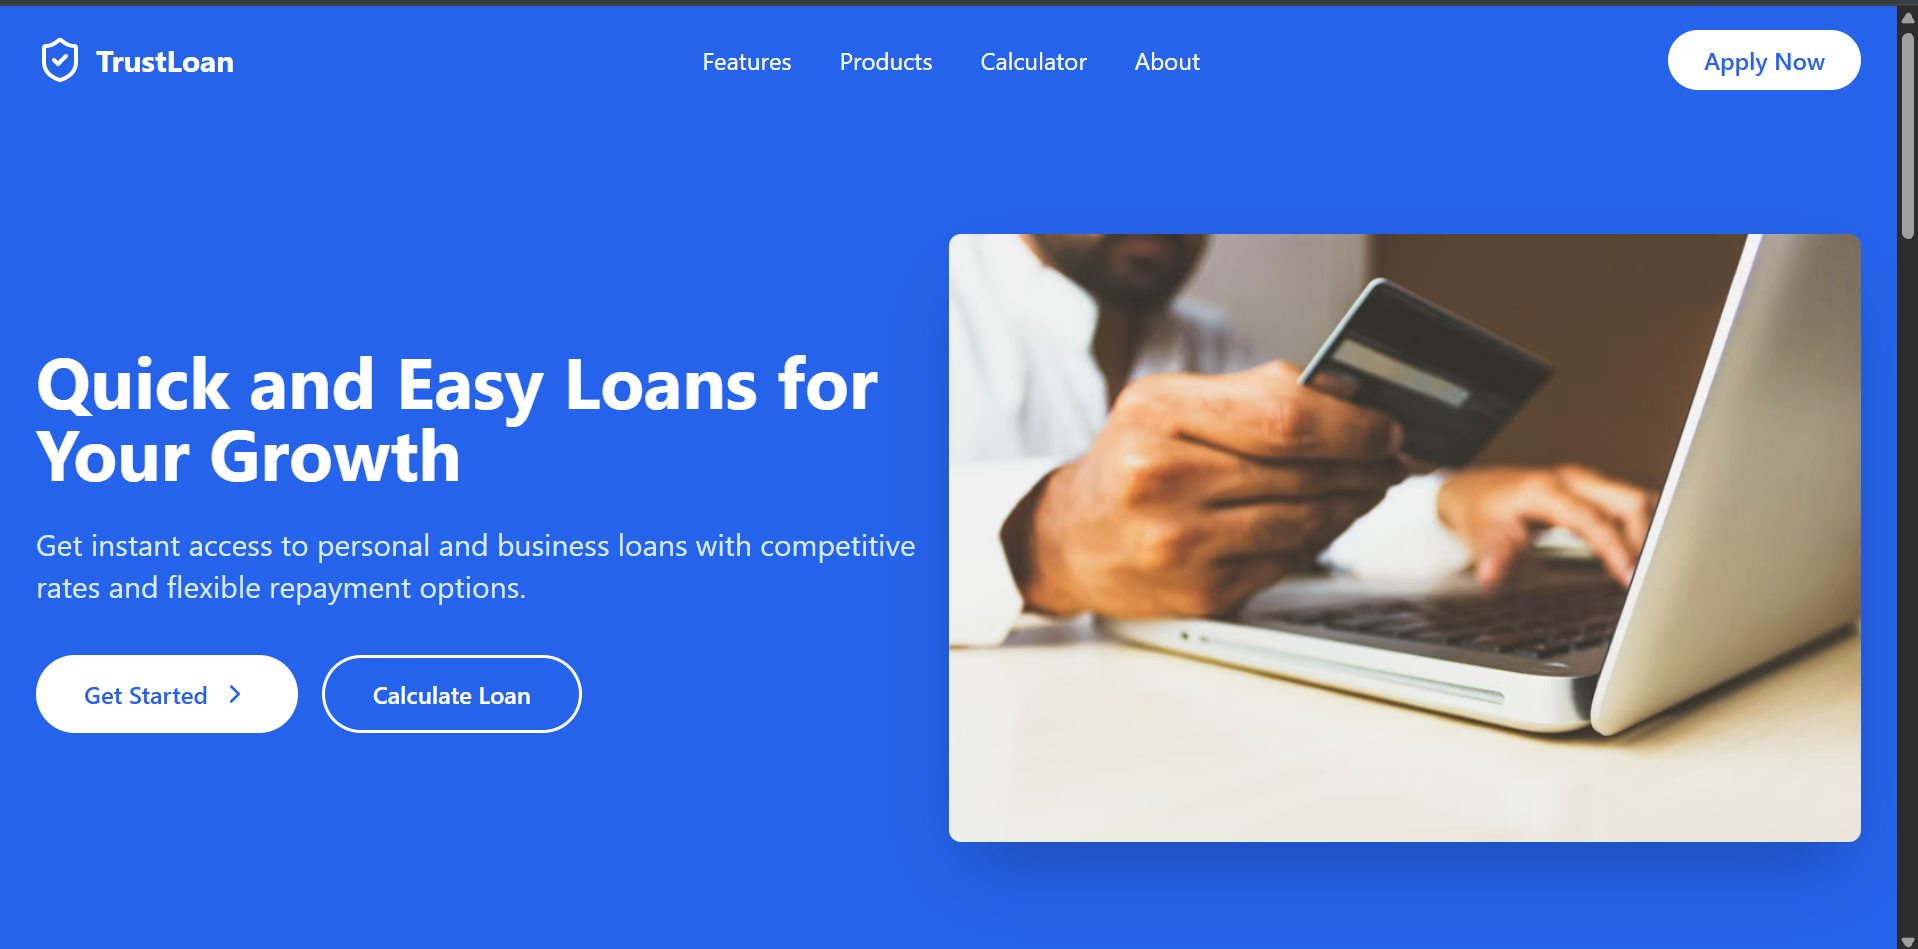 TrustLoan
Features
Products
Calculator
About
Apply Now
Quick and Easy Loans for
Your Growth
Get instant access to personal and business loans with competitive
rates and flexible repayment options.
Get Started
Calculate Loan